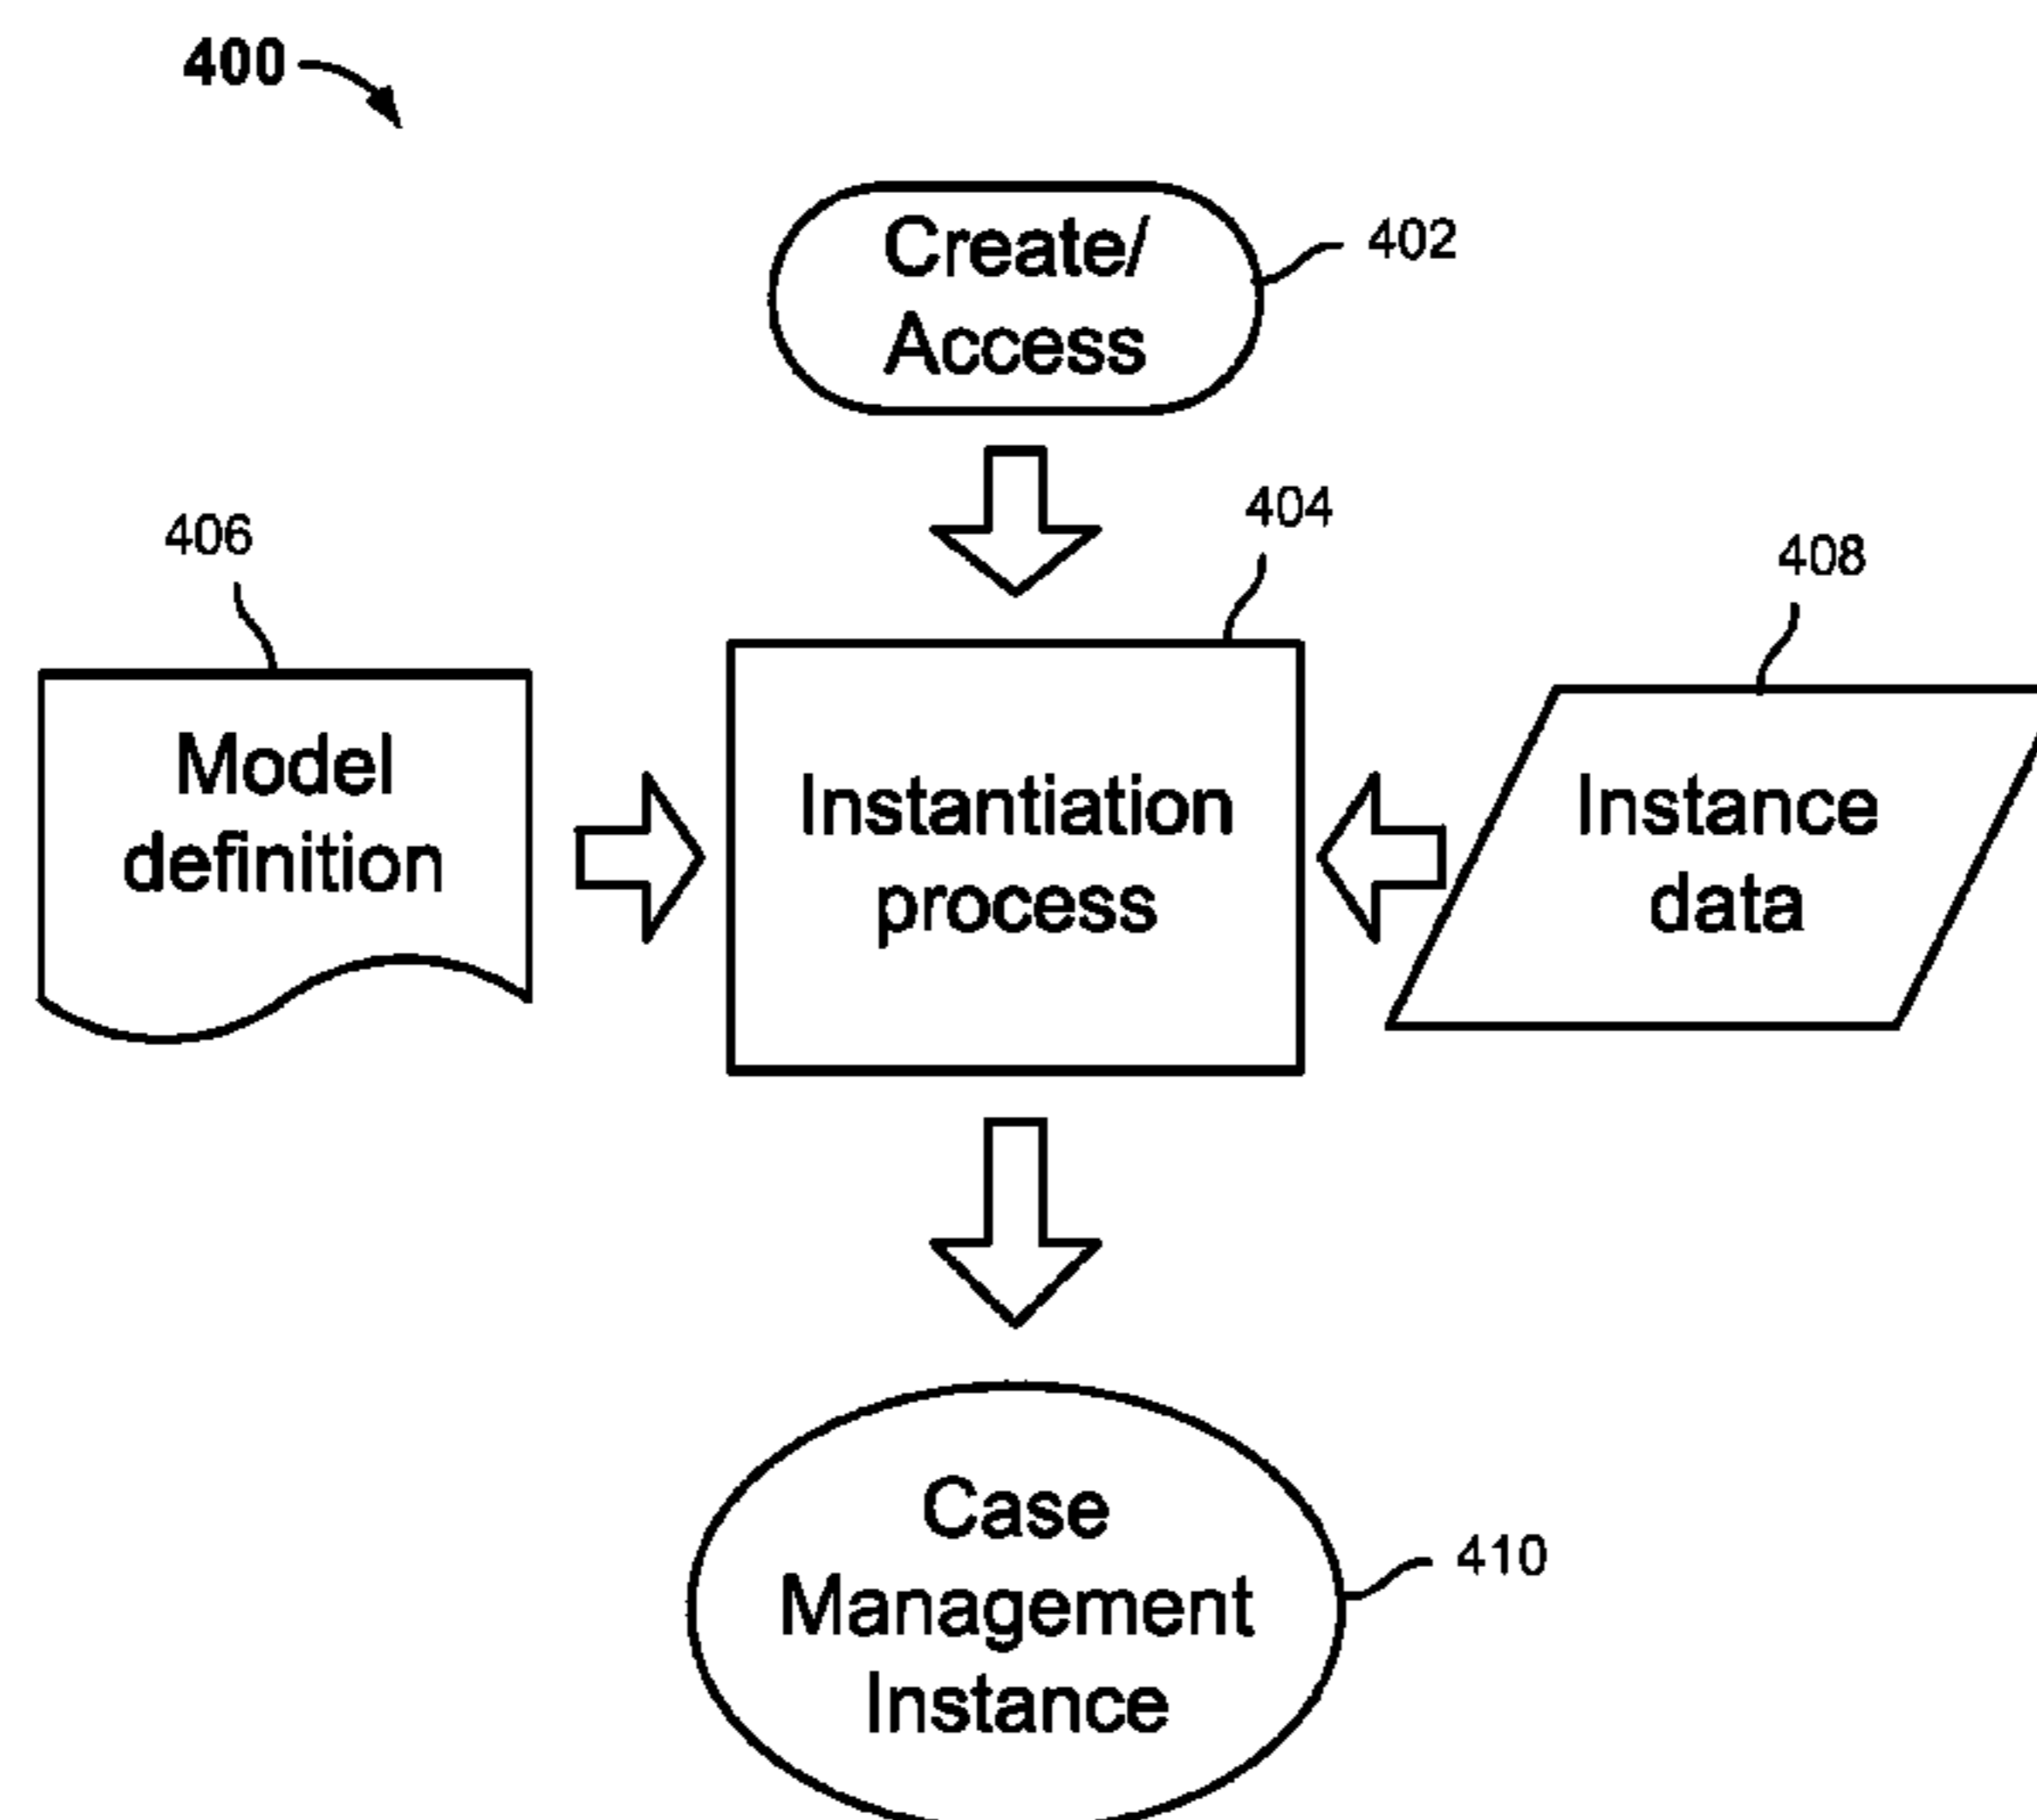 400
Create/
Access
402
404
406
408
Model
definition
Instantiation
process
Instance
data
Case
Management
Instance
410